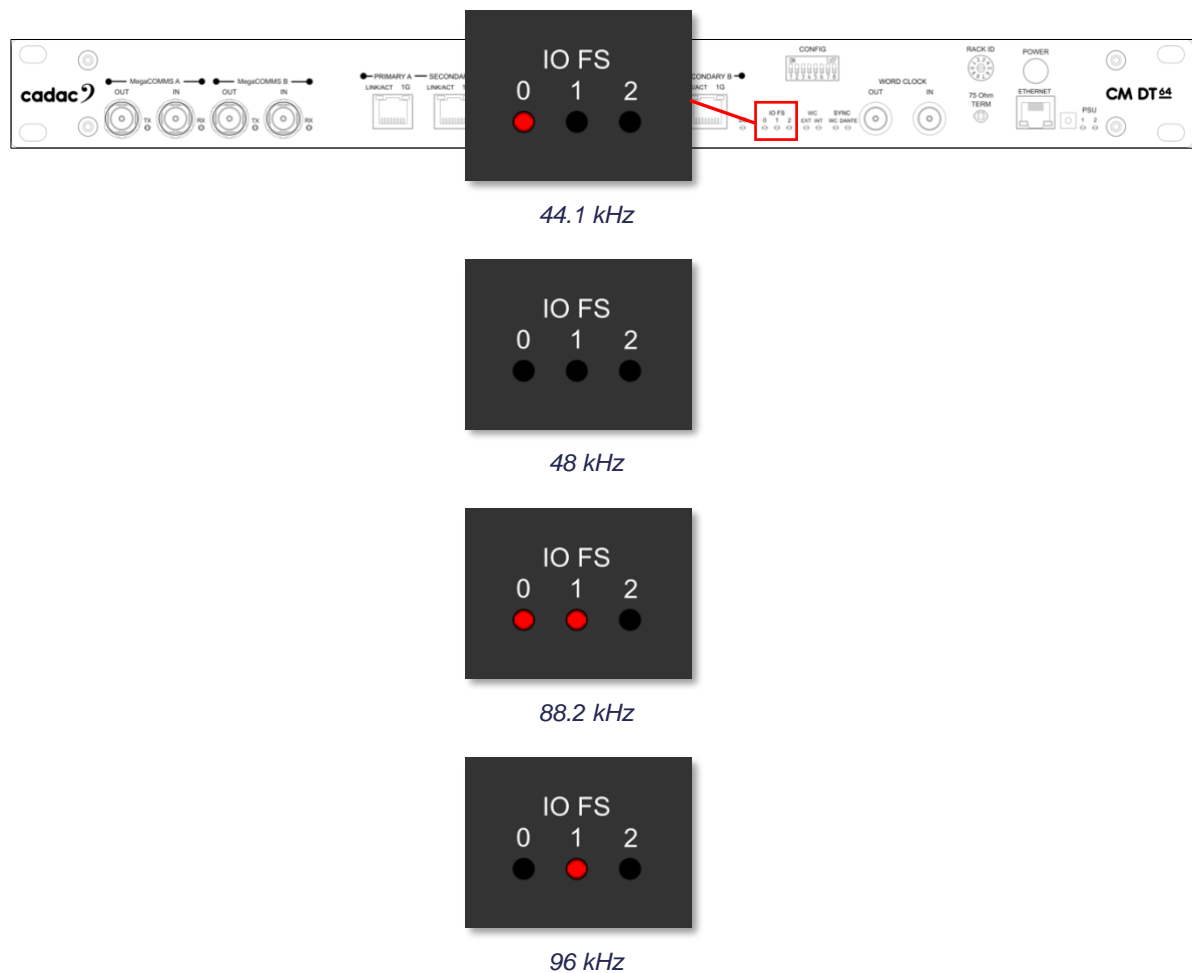 cadac
MegaCOMMS A
OUT IN
TX RX
MegaCOMMS B
OUT IN
TX RX
PRIMARY A SECONDA
LINK/ACT 1G LINK/ACT
IO FS
0 1 2
CONDARY B
ACT 1G
CONFIG
IO FS WC SYNC
0 1 2 EXT INT WC DANTE
WORD CLOCK
OUT IN
RACK ID
75 Ohm
TERM
POWER
ETHERNET
PSU
1 2
CM DT 64
44.1 kHz
IO FS
0 1 2
48 kHz
IO FS
0 1 2
88.2 kHz
IO FS
0 1 2
96 kHz